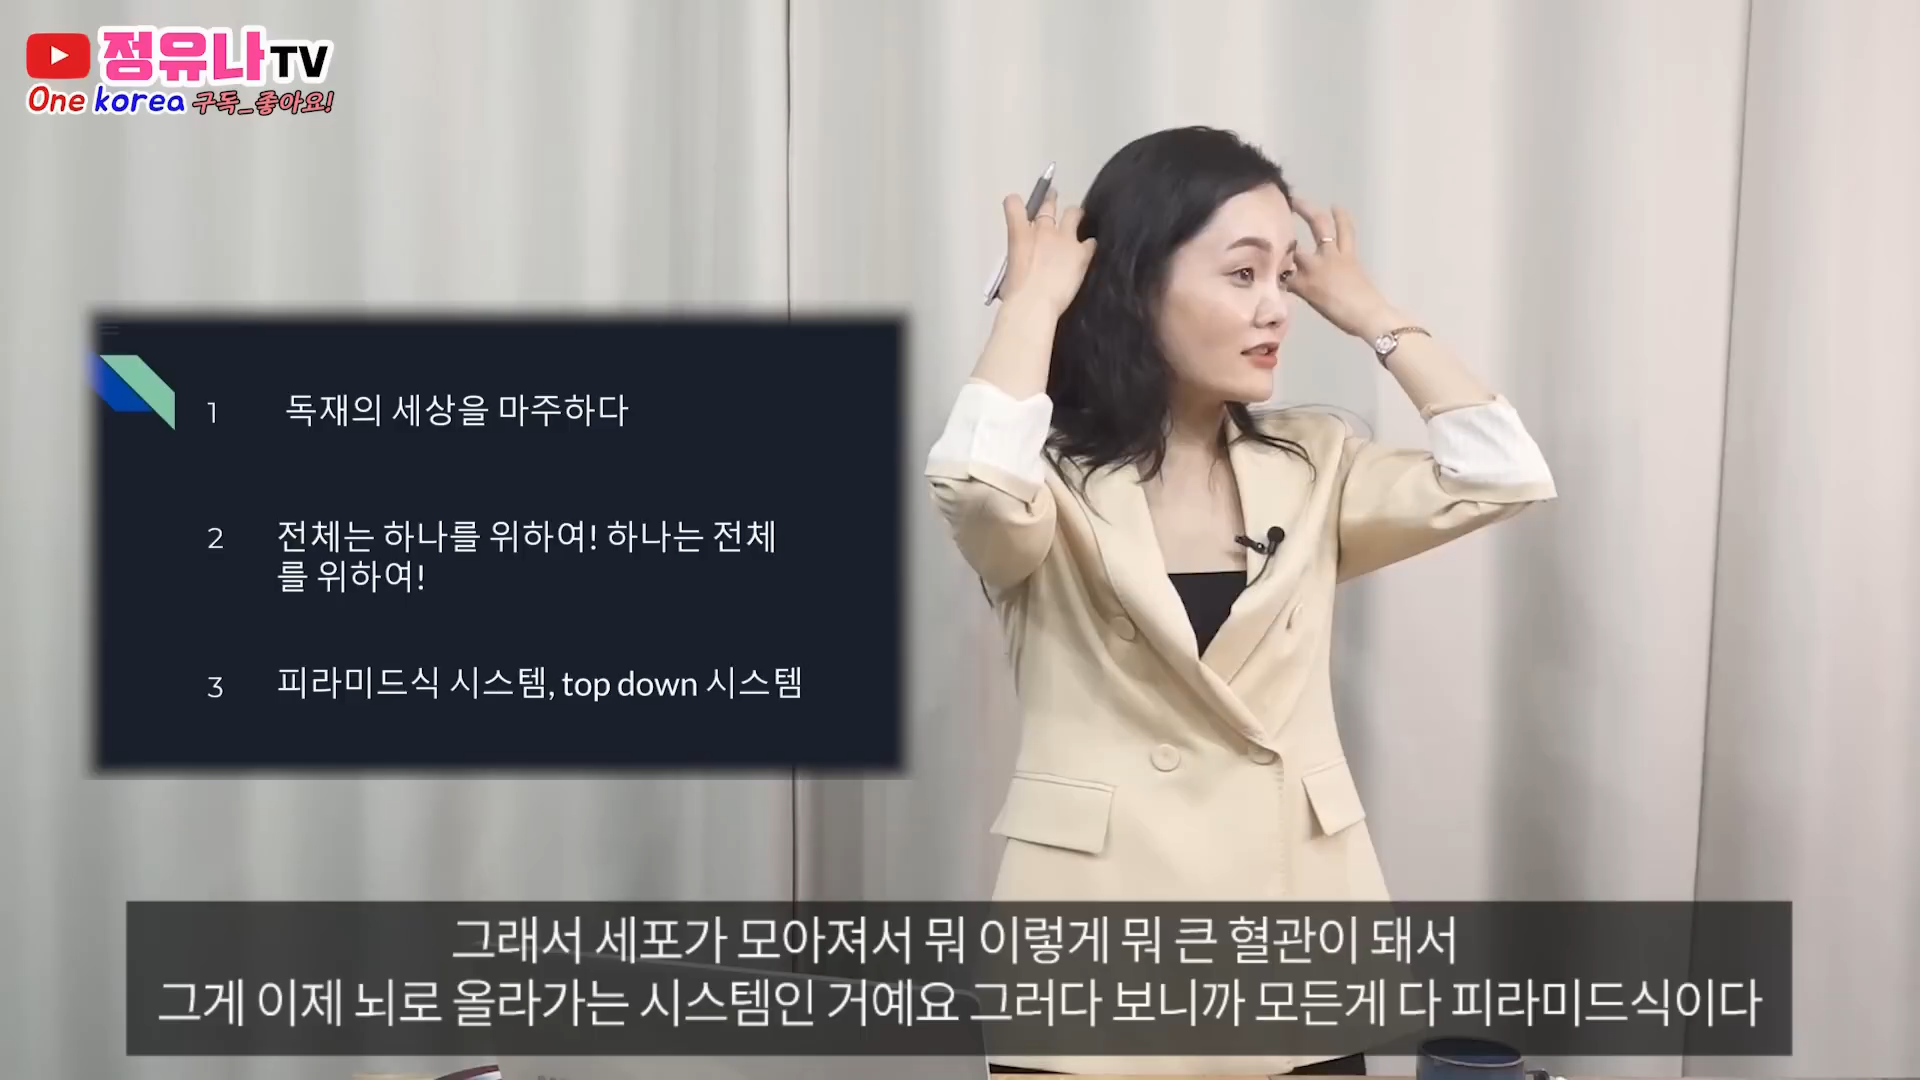 정유나TV
One korea 구독_좋아요!
1 독재의 세상을 마주하다
2 전체는 하나를 위하여! 하나는 전체
를 위하여!
3 피라미드식 시스템, top down 시스템
그래서 세포가 모아져서 뭐 이렇게 뭐 큰 혈관이 돼서
그게 이제 뇌로 올라가는 시스템인 거예요 그러다 보니까 모든게 다 피라미드식이다